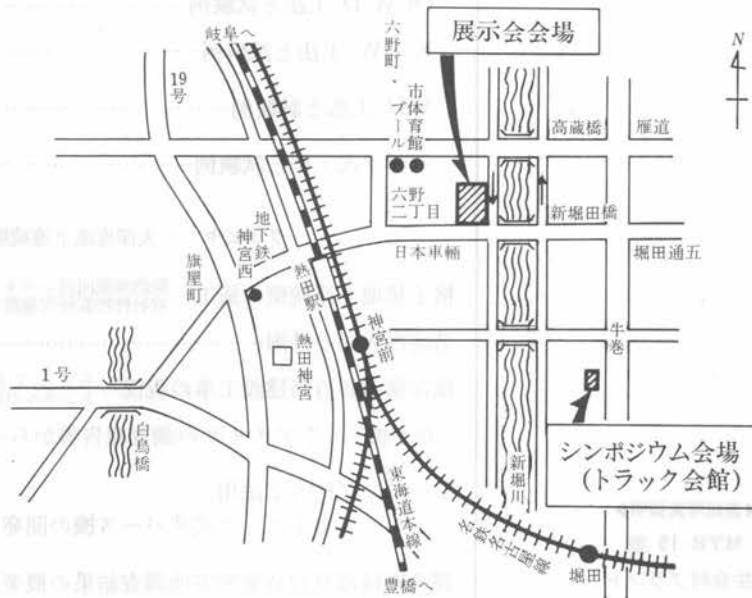 展示会会場
N
岐阜へ
19号
六野町・プール
市体育館
高蔵橋
雁道
六野二丁目
新堀田橋
日本車輛
堀田通五
地下鉄神宮西
旗屋町
熱田駅
神宮前
牛巻
熱田神宮
1号
白鳥橋
シンポジウム会場
(トラック会館)
新堀川
東海道本線
名鉄名古屋線
堀田
豊橋へ